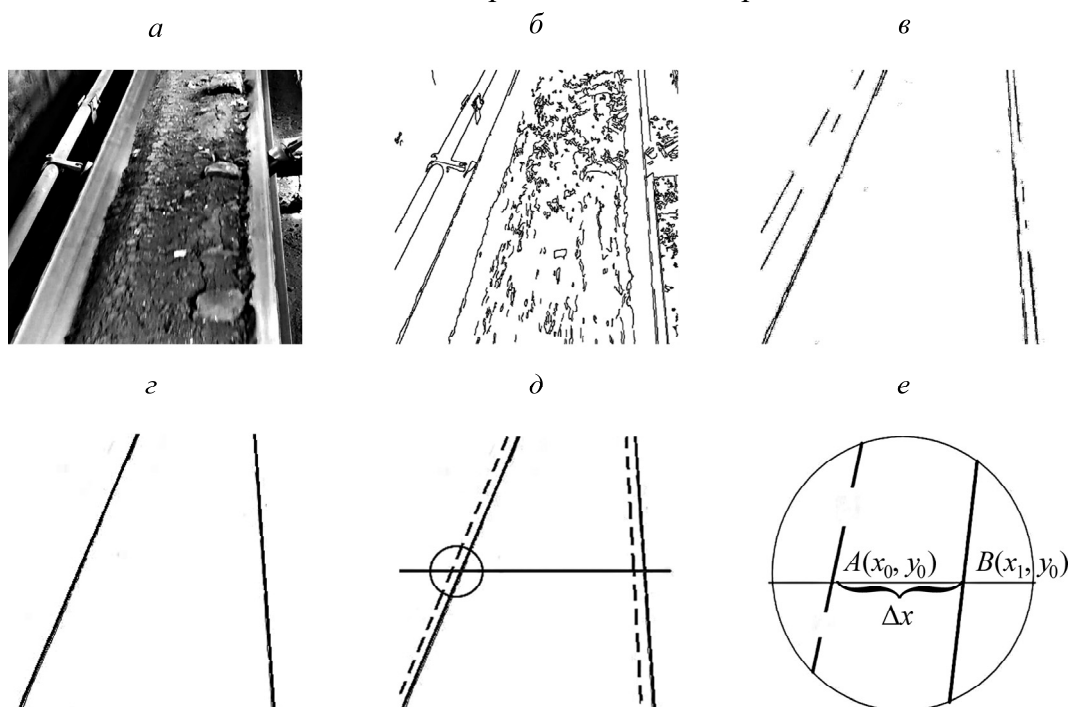 а б в
г д е
A(x₀, y₀) B(x₁, y₀)
Δx